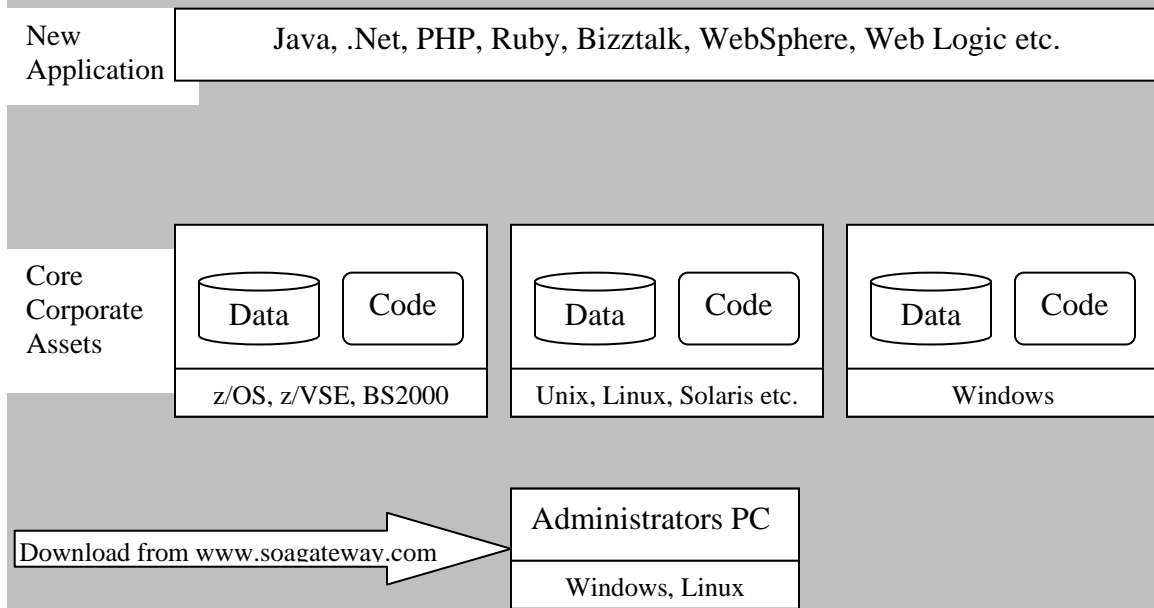 New
Application
Java, .Net, PHP, Ruby, Bizztalk, WebSphere, Web Logic etc.
Core
Corporate
Assets
Data
Code
z/OS, z/VSE, BS2000
Data
Code
Unix, Linux, Solaris etc.
Data
Code
Windows
Download from www.soagateway.com
Administrators PC
Windows, Linux